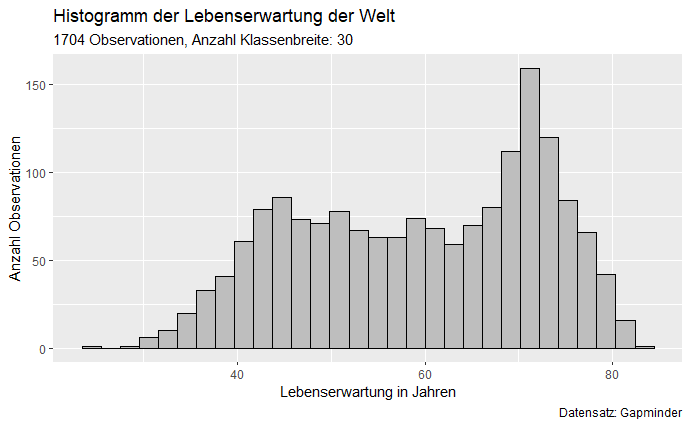 Histogramm der Lebenserwartung der Welt
1704 Observationen, Anzahl Klassenbreite: 30
Anzahl Observationen
150
100
50
0
40
60
80
Lebenserwartung in Jahren
Datensatz: Gapminder